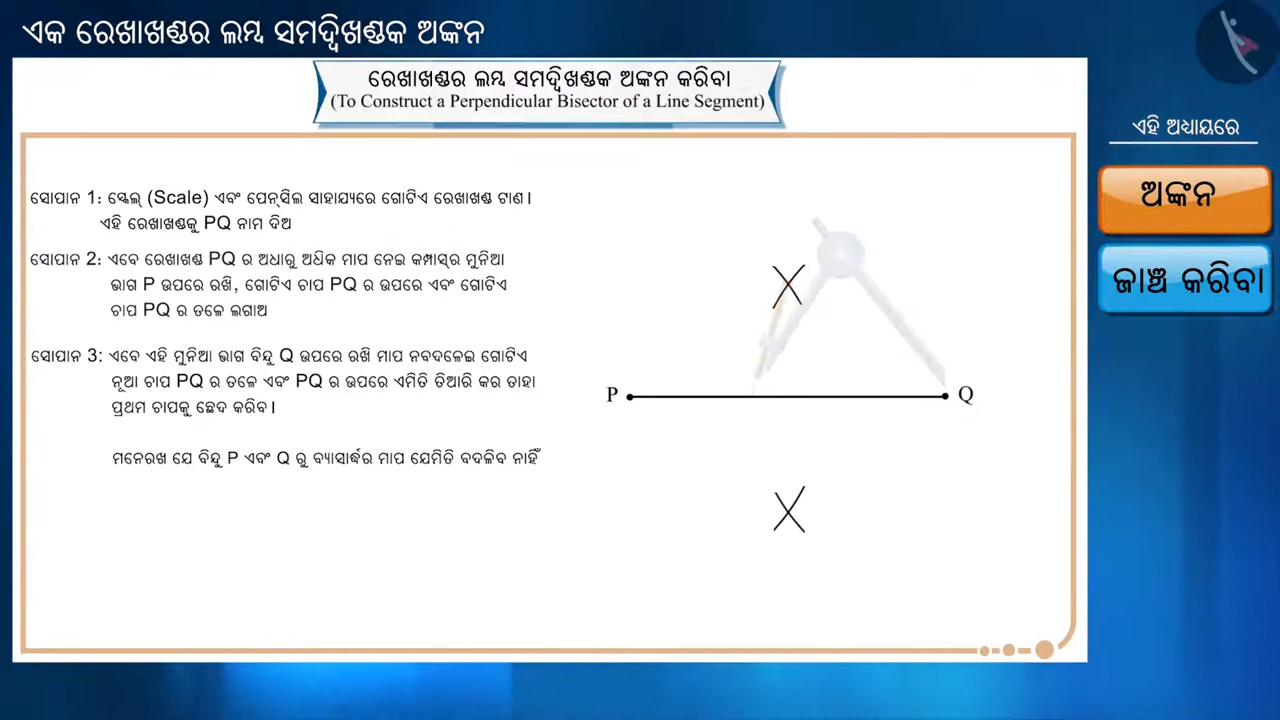 ଏକ ରେଖାଖଣ୍ଡର ଲମ୍ବ ସମଦ୍ୱିଖଣ୍ଡକ ଅଙ୍କନ
ରେଖାଖଣ୍ଡର ଲମ୍ବ ସମଦ୍ୱିଖଣ୍ଡକ ଅଙ୍କନ କରିବା
(To Construct a Perpendicular Bisector of a Line Segment)
ସୋପାନ 1: ସ୍କେଲ୍ (Scale) ଏବଂ ପେନ୍‌ସିଲ ସାହାଯ୍ୟରେ ଗୋଟିଏ ରେଖାଖଣ୍ଡ ଟାଣ।
ଏହି ରେଖାଖଣ୍ଡକୁ PQ ନାମ ଦିଅ
ସୋପାନ 2: ଏବେ ରେଖାଖଣ୍ଡ PQ ର ଅଧାରୁ ଅଧିକ ମାପ ନେଇ କମ୍ପାସ୍‌ର ମୁନିଆ
ଭାଗ P ଉପରେ ରଖି, ଗୋଟିଏ ଚାପ PQ ର ଉପରେ ଏବଂ ଗୋଟିଏ
ଚାପ PQ ର ତଳେ ଲଗାଅ
ସୋପାନ 3: ଏବେ ଏହି ମୁନିଆ ଭାଗ ବିନ୍ଦୁ Q ଉପରେ ରଖି ମାପ ନବଦଳେଇ ଗୋଟିଏ
ନୂଆ ଚାପ PQ ର ତଳେ ଏବଂ PQ ର ଉପରେ ଏମିତି ତିଆରି କର ତାହା
ପ୍ରଥମ ଚାପକୁ ଛେଦ କରିବ।
ମନେରଖ ଯେ ବିନ୍ଦୁ P ଏବଂ Q ରୁ ବ୍ୟାସାର୍ଦ୍ଧର ମାପ ଯେମିତି ବଦଳିବ ନାହିଁ
P
Q
ଏହି ଅଧ୍ୟାୟରେ
ଅଙ୍କନ
ଜାଞ୍ଚ କରିବା